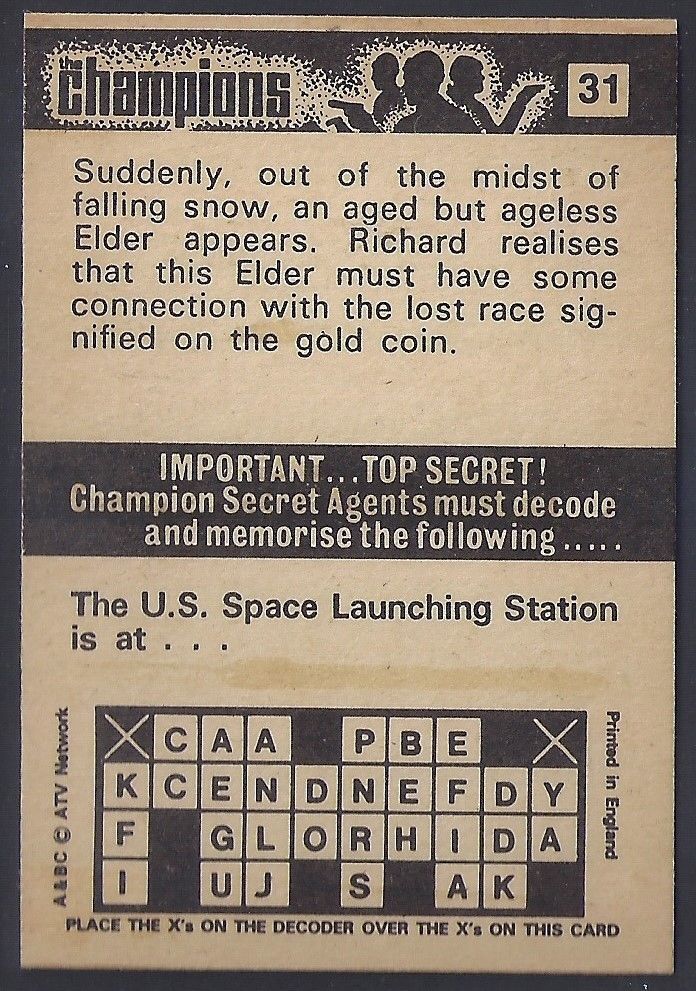 the Champions
31
Suddenly, out of the midst of
falling snow, an aged but ageless
Elder appears. Richard realises
that this Elder must have some
connection with the lost race sig-
nified on the gold coin.
IMPORTANT...TOP SECRET!
Champion Secret Agents must decode
and memorise the following.....
The U.S. Space Launching Station
is at . . .
X C A A P B E X
K C E N D N E F D Y
F G L O R H I D A
I U J S A K
A&BC © ATV Network
Printed in England
PLACE THE X's ON THE DECODER OVER THE X's ON THIS CARD